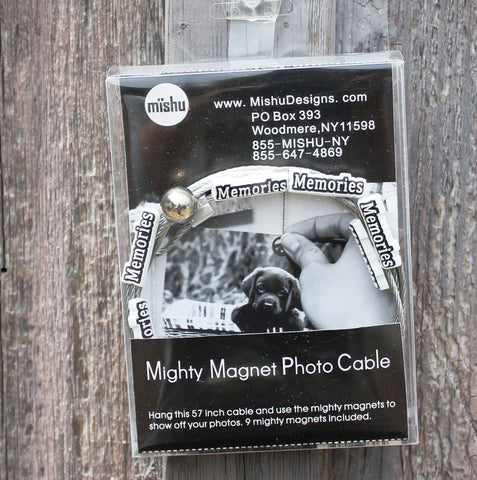 mishu
www. MishuDesigns. com
PO Box 393
Woodmere,NY11598
855-MISHU-NY
855-647-4869
Memories
Memories
Memories
Memories
ories
Mighty Magnet Photo Cable
Hang this 57 inch cable and use the mighty magnets to
show off your photos. 9 mighty magnets included.